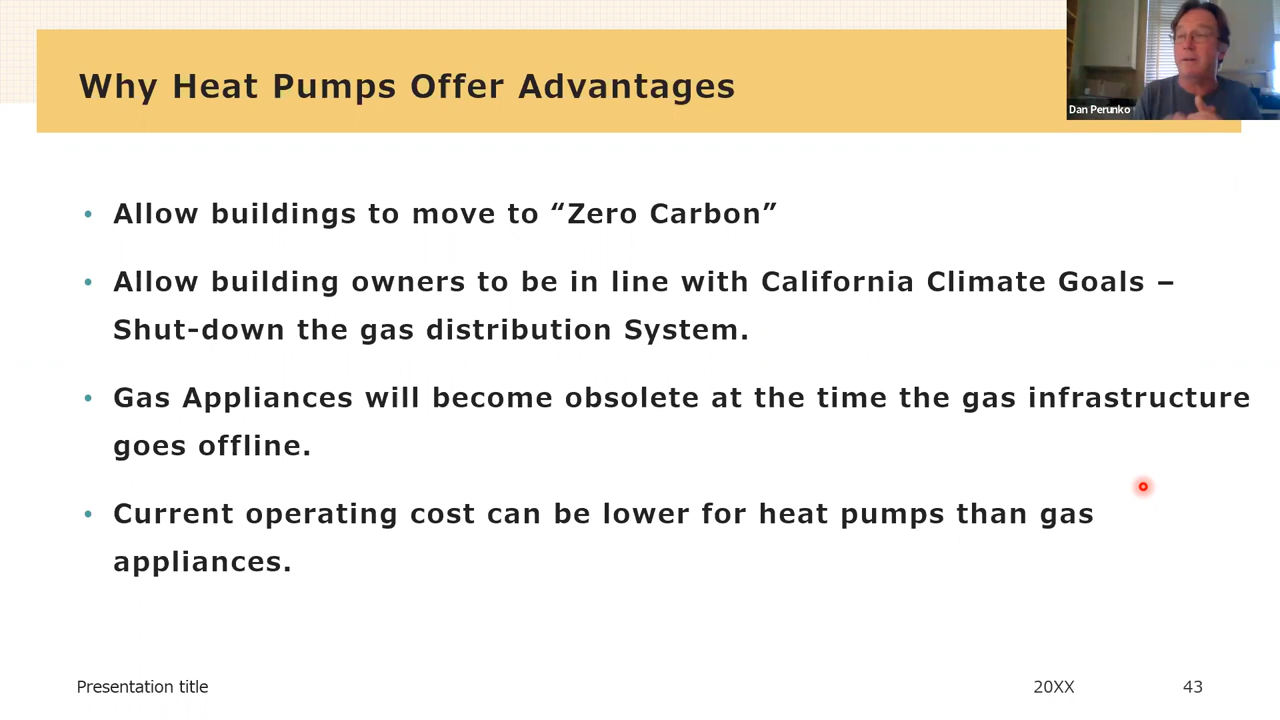 Why Heat Pumps Offer Advantages
Dan Perunko
• Allow buildings to move to “Zero Carbon”
• Allow building owners to be in line with California Climate Goals –
Shut-down the gas distribution System.
• Gas Appliances will become obsolete at the time the gas infrastructure
goes offline.
• Current operating cost can be lower for heat pumps than gas
appliances.
Presentation title
20XX
43